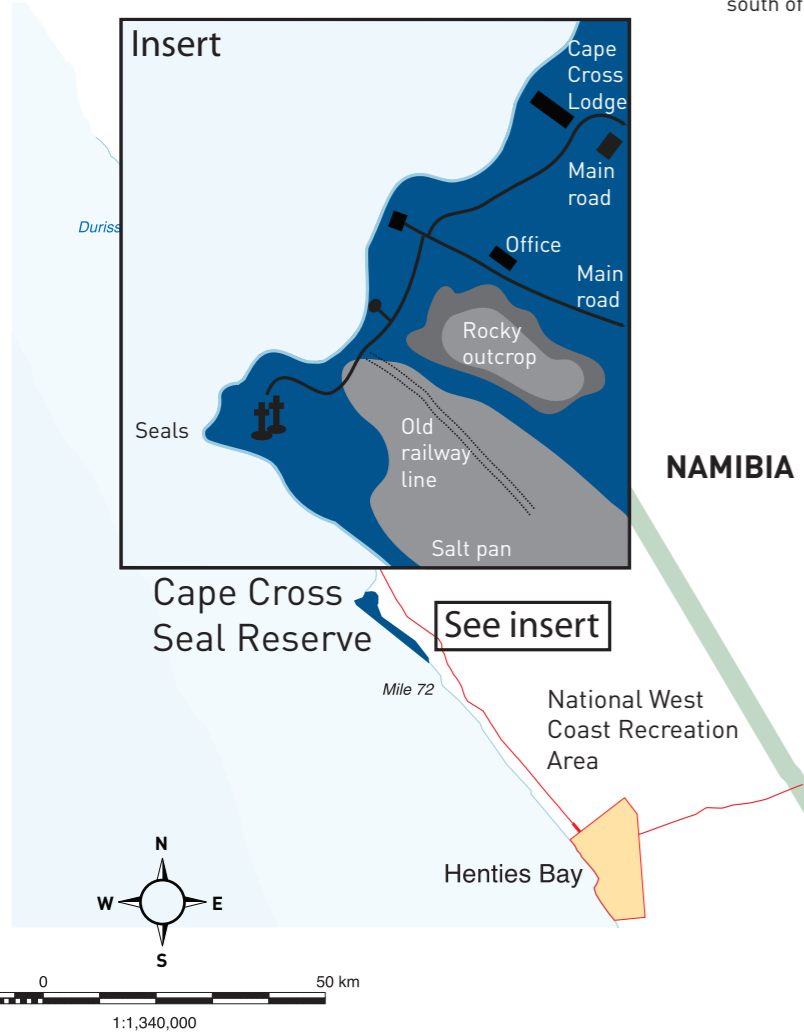 south of
Insert
Cape
Cross
Lodge
Main
road
Duriss
Office
Main
road
Rocky
outcrop
Seals
Old
railway
line
NAMIBIA
Salt pan
Cape Cross
Seal Reserve
See insert
Mile 72
National West
Coast Recreation
Area
Henties Bay
N
W
E
S
0
50 km
1:1,340,000